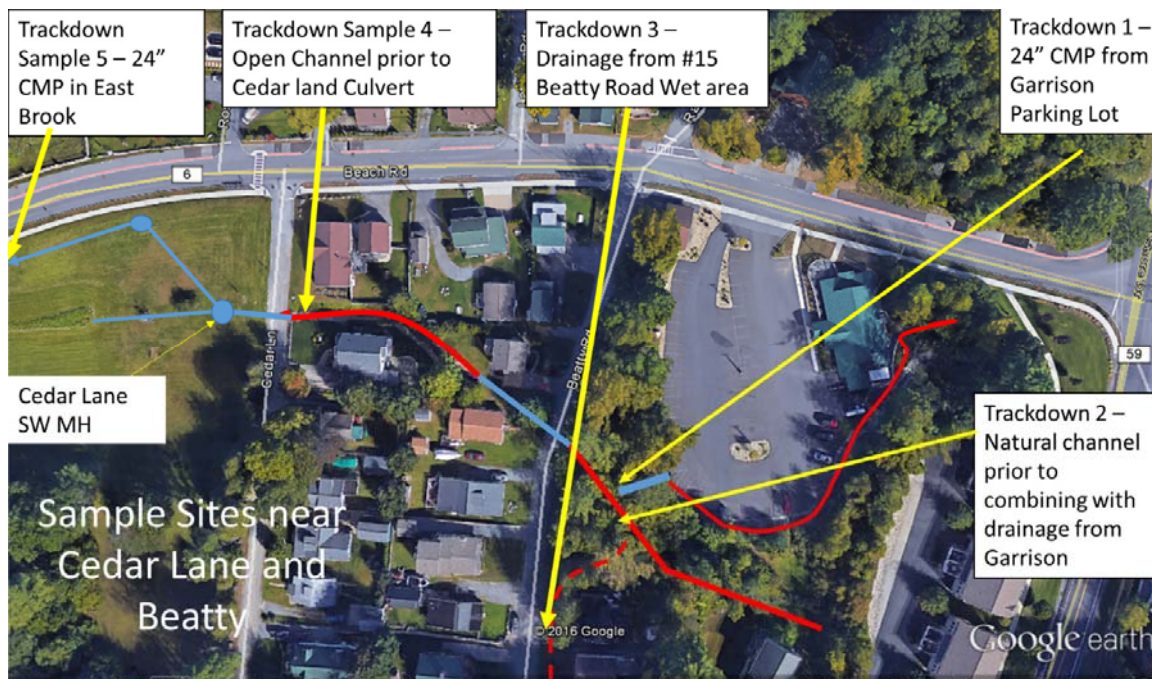 Trackdown
Sample 5 – 24”
CMP in East
Brook
Trackdown Sample 4 –
Open Channel prior to
Cedar land Culvert
Trackdown 3 –
Drainage from #15
Beatty Road Wet area
Trackdown 1 –
24” CMP from
Garrison
Parking Lot
6
Beach Rd
Cedar Ln
Beatty Rd
59
Cedar Lane
SW MH
Trackdown 2 –
Natural channel
prior to
combining with
drainage from
Garrison
Sample Sites near
Cedar Lane and
Beatty
© 2016 Google
Google earth